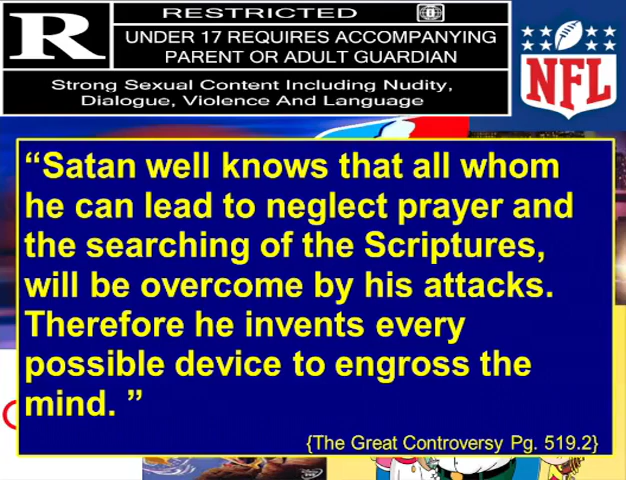 R
RESTRICTED
UNDER 17 REQUIRES ACCOMPANYING
PARENT OR ADULT GUARDIAN
Strong Sexual Content Including Nudity,
Dialogue, Violence And Language
NFL
“Satan well knows that all whom
he can lead to neglect prayer and
the searching of the Scriptures,
will be overcome by his attacks.
Therefore he invents every
possible device to engross the
mind. ”
{The Great Controversy Pg. 519.2}